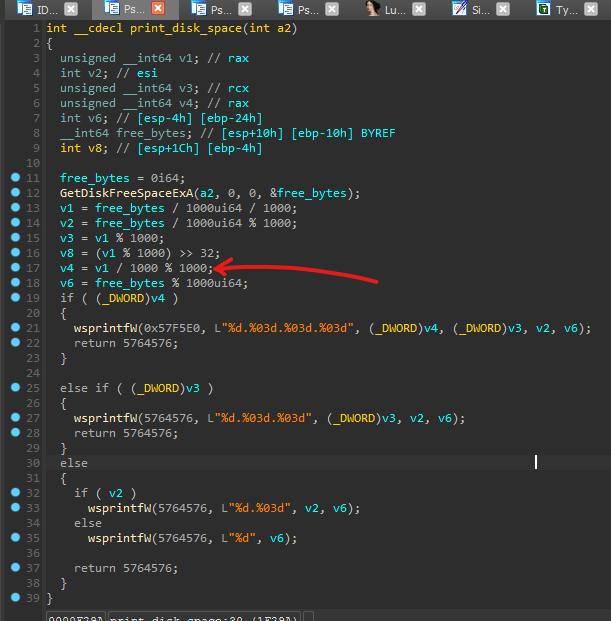 ID...
Ps...
Ps...
Ps...
Lu...
Si...
Ty...
1 int __cdecl print_disk_space(int a2)
2 {
3 unsigned __int64 v1; // rax
4 int v2; // esi
5 unsigned __int64 v3; // rcx
6 unsigned __int64 v4; // rax
7 int v6; // [esp-4h] [ebp-24h]
8 __int64 free_bytes; // [esp+10h] [ebp-10h] BYREF
9 int v8; // [esp+1Ch] [ebp-4h]
10
11 free_bytes = 0i64;
12 GetDiskFreeSpaceExA(a2, 0, 0, &free_bytes);
13 v1 = free_bytes / 1000ui64 / 1000;
14 v2 = free_bytes / 1000ui64 % 1000;
15 v3 = v1 % 1000;
16 v8 = (v1 % 1000) >> 32;
17 v4 = v1 / 1000 % 1000;
18 v6 = free_bytes % 1000ui64;
19 if ( (_DWORD)v4 )
20 {
21 wsprintfW(0x57F5E0, L"%d.%03d.%03d.%03d", (_DWORD)v4, (_DWORD)v3, v2, v6);
22 return 5764576;
23 }
24
25 else if ( (_DWORD)v3 )
26 {
27 wsprintfW(5764576, L"%d.%03d.%03d", (_DWORD)v3, v2, v6);
28 return 5764576;
29 }
30 else
31 {
32 if ( v2 )
33 wsprintfW(5764576, L"%d.%03d", v2, v6);
34 else
35 wsprintfW(5764576, L"%d", v6);
36
37 return 5764576;
38 }
39 }